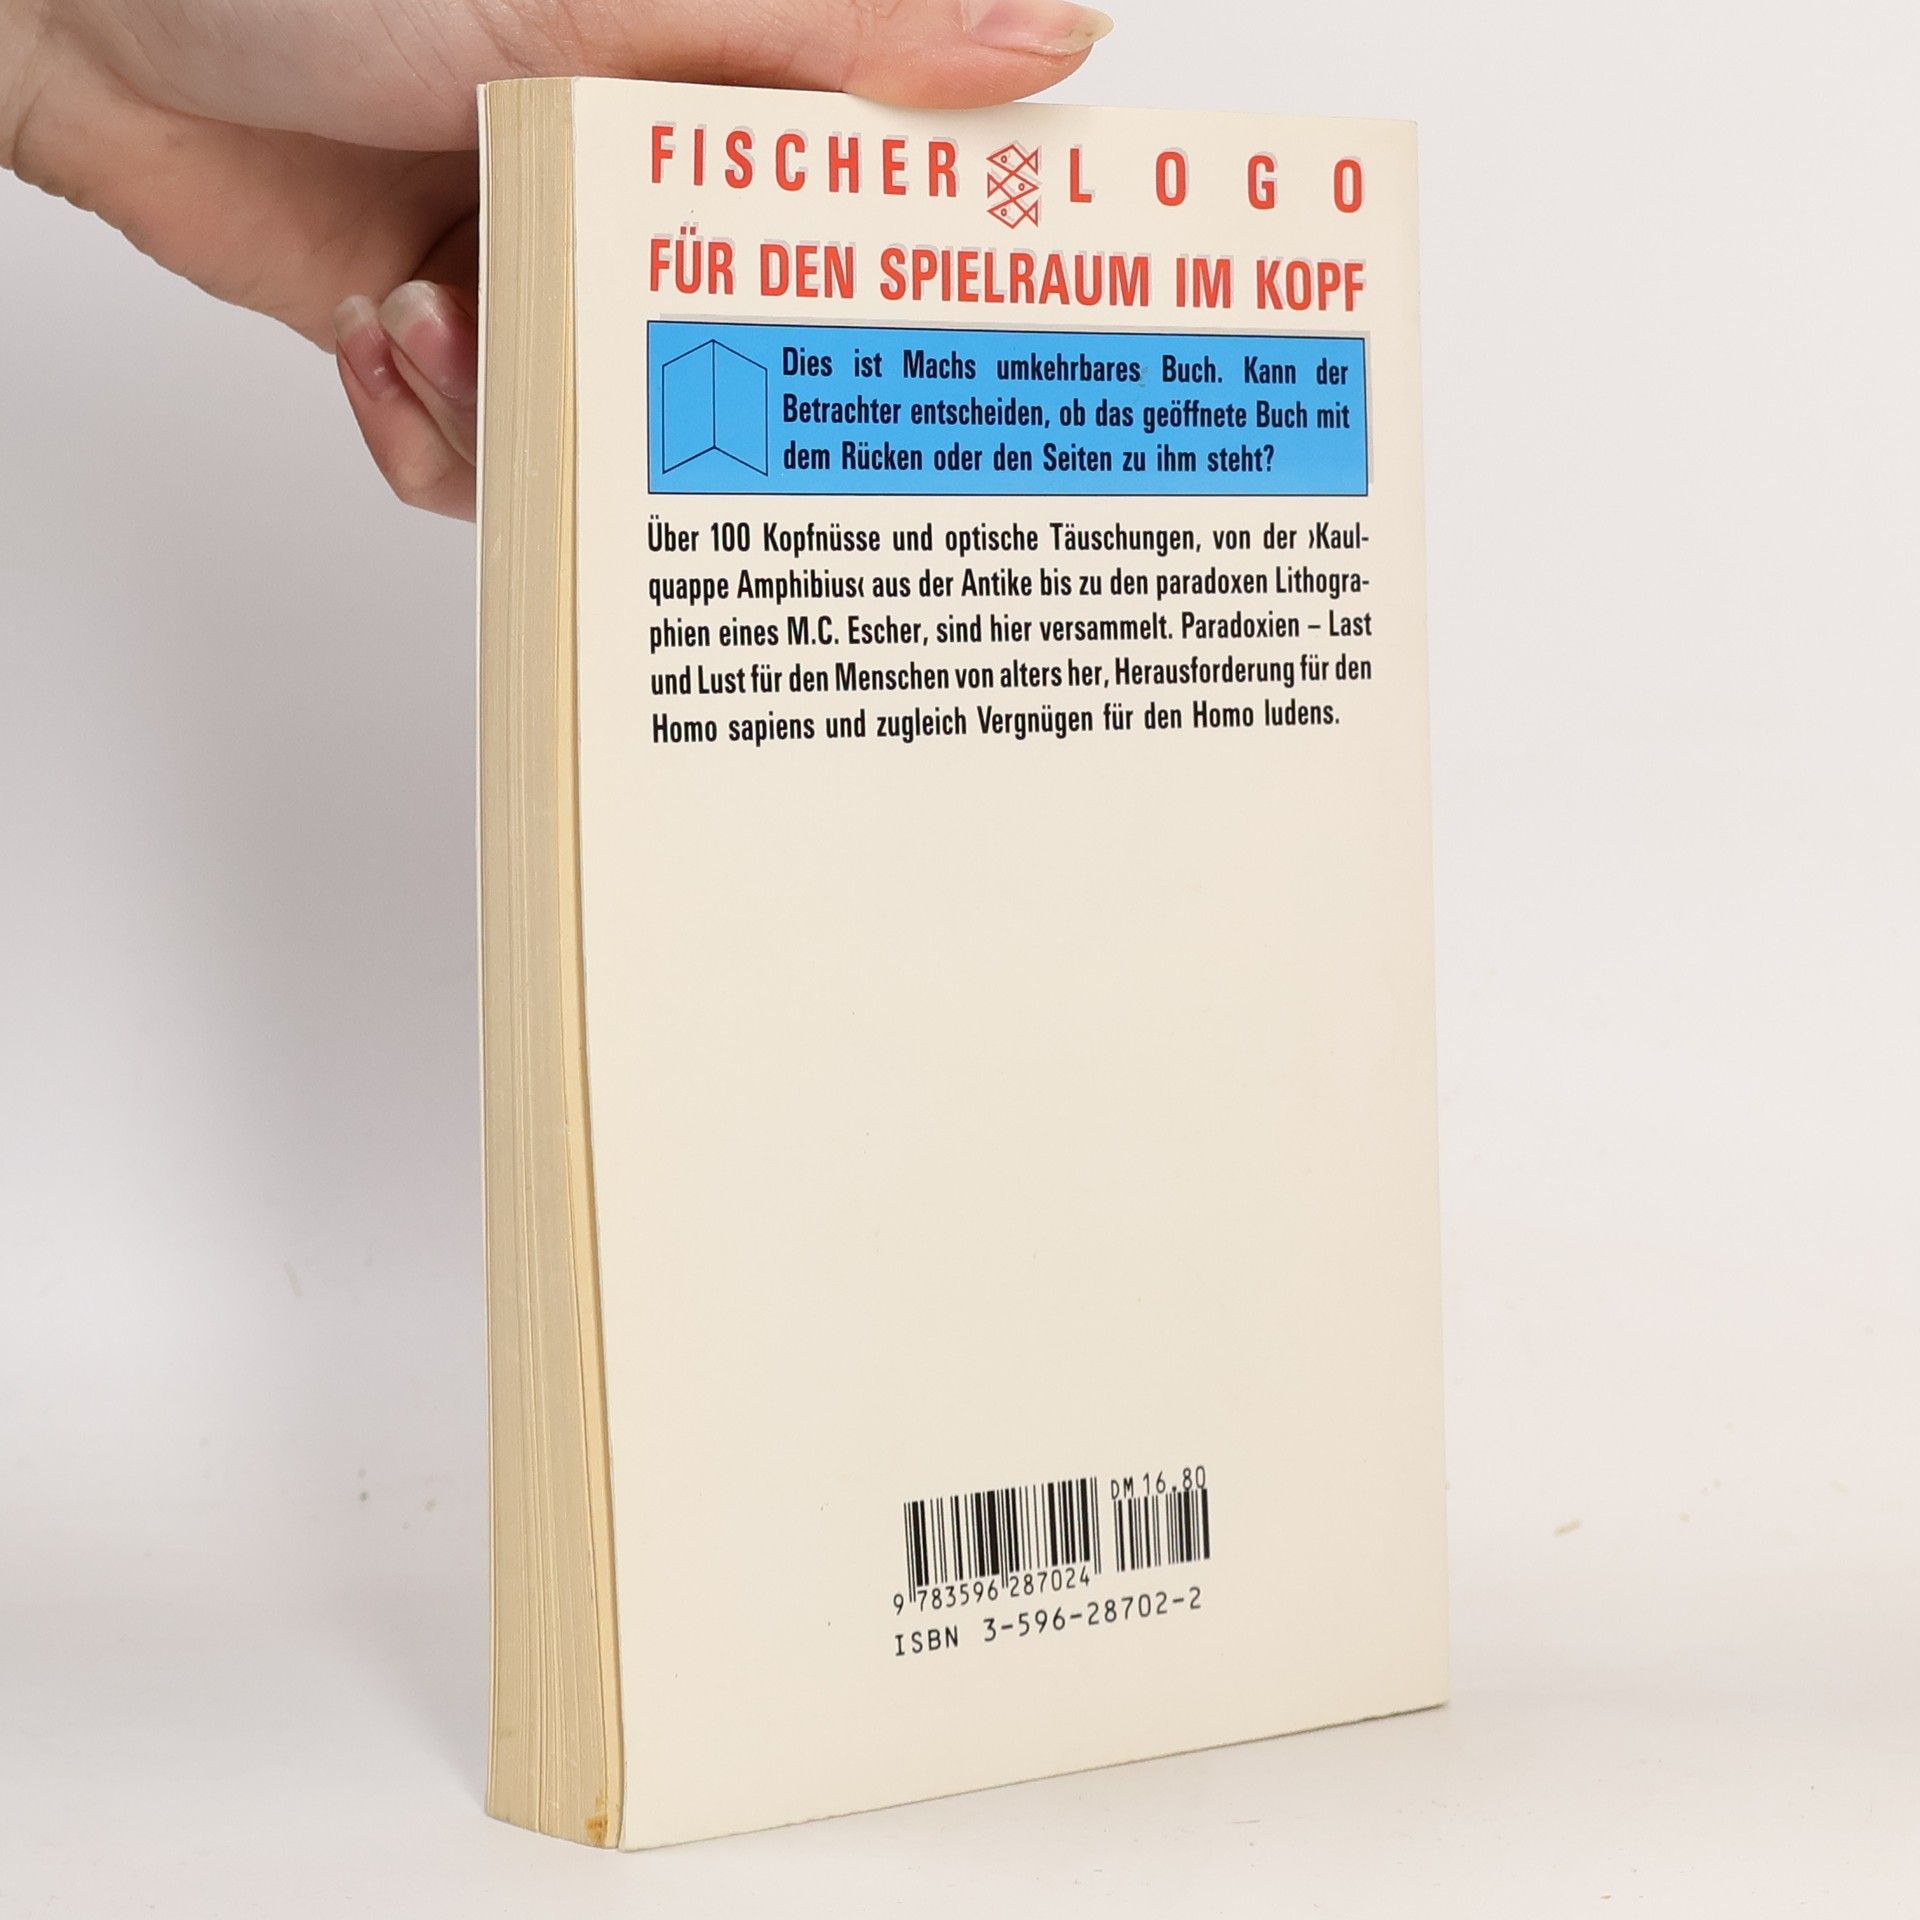 FISCHER LOGO
FÜR DEN SPIELRAUM IM KOPF
Dies ist Machs umkehrbares Buch. Kann der
Betrachter entscheiden, ob das geöffnete Buch mit
dem Rücken oder den Seiten zu ihm steht?
Über 100 Kopfnüsse und optische Täuschungen, von der ›Kaul-
quappe Amphibius‹ aus der Antike bis zu den paradoxen Lithogra-
phien eines M.C. Escher, sind hier versammelt. Paradoxien – Last
und Lust für den Menschen von alters her, Herausforderung für den
Homo sapiens und zugleich Vergnügen für den Homo ludens.
DM 16.80
9 783596 287024
ISBN 3-596-28702-2